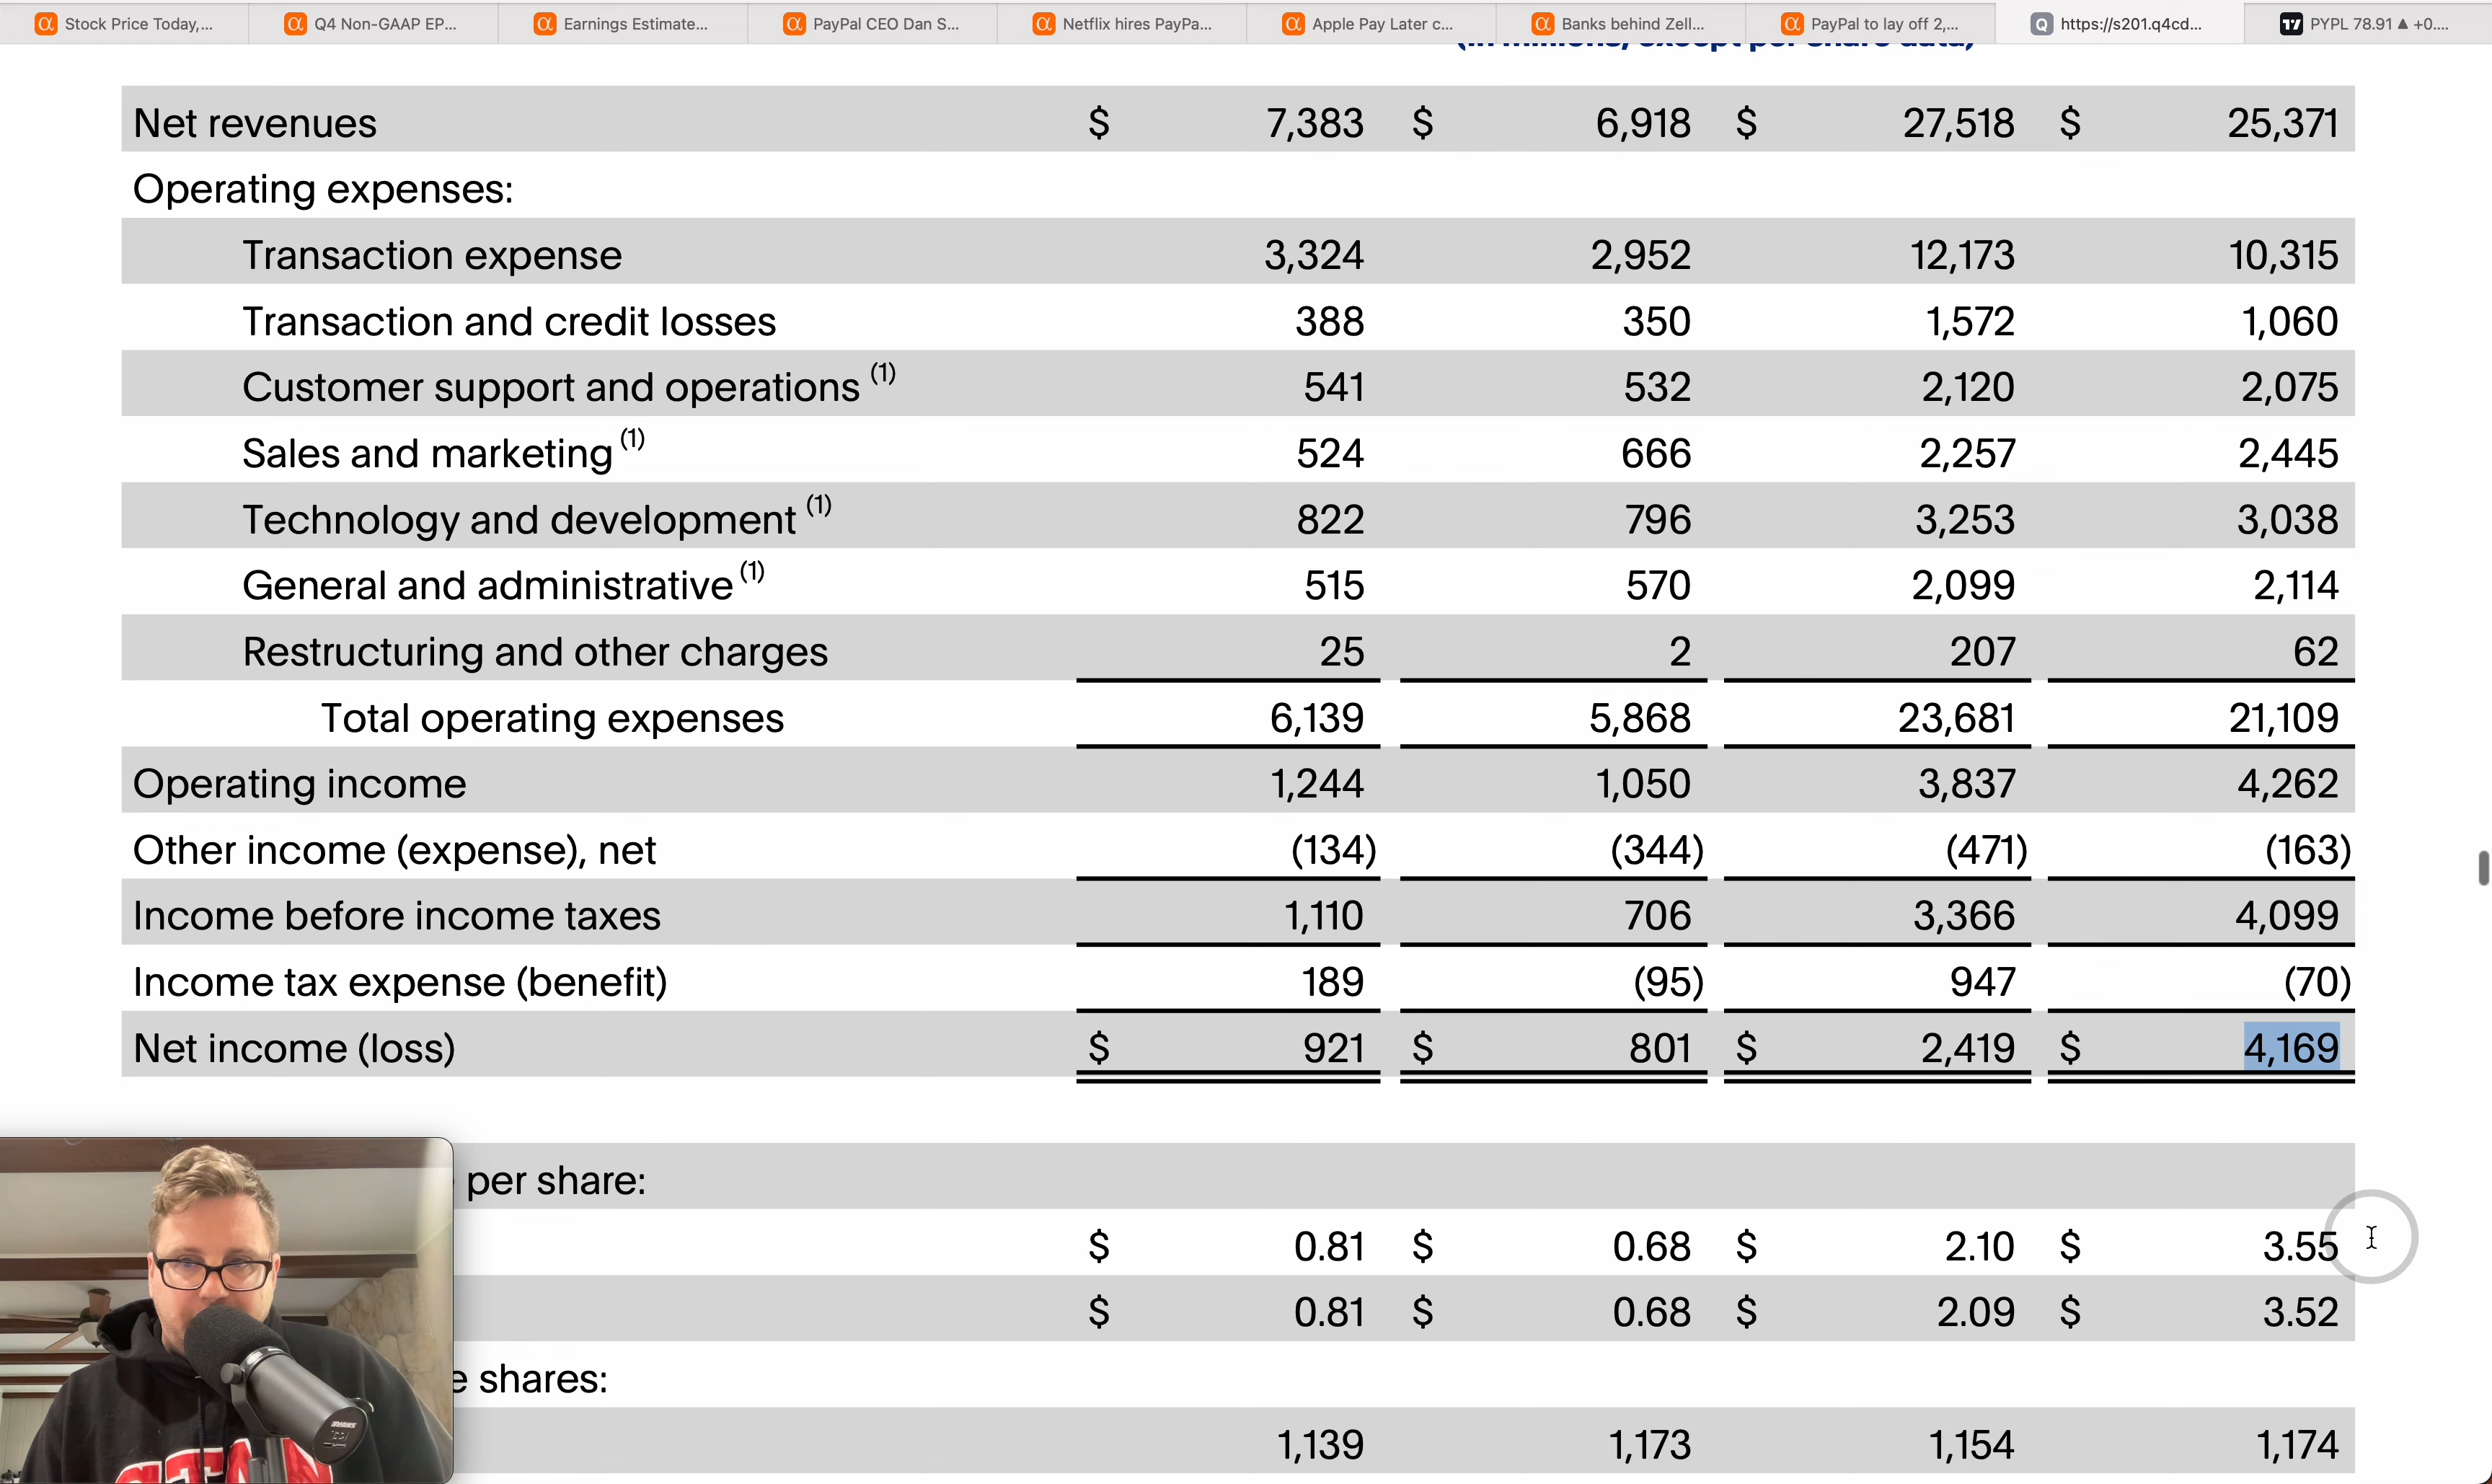 Stock Price Today,...
Q4 Non-GAAP EP...
Earnings Estimate...
PayPal CEO Dan S...
Netflix hires PayPa...
Apple Pay Later c...
Banks behind Zell...
PayPal to lay off 2,...
https://s201.q4cd...
PYPL 78.91 ▲ +0....
(in millions, except per share data)
Net revenues $ 7,383 $ 6,918 $ 27,518 $ 25,371
Operating expenses:
Transaction expense 3,324 2,952 12,173 10,315
Transaction and credit losses 388 350 1,572 1,060
Customer support and operations (1) 541 532 2,120 2,075
Sales and marketing (1) 524 666 2,257 2,445
Technology and development (1) 822 796 3,253 3,038
General and administrative (1) 515 570 2,099 2,114
Restructuring and other charges 25 2 207 62
Total operating expenses 6,139 5,868 23,681 21,109
Operating income 1,244 1,050 3,837 4,262
Other income (expense), net (134) (344) (471) (163)
Income before income taxes 1,110 706 3,366 4,099
Income tax expense (benefit) 189 (95) 947 (70)
Net income (loss) $ 921 $ 801 $ 2,419 $ 4,169
per share:
$ 0.81 $ 0.68 $ 2.10 $ 3.55
$ 0.81 $ 0.68 $ 2.09 $ 3.52
e shares:
1,139 1,173 1,154 1,174